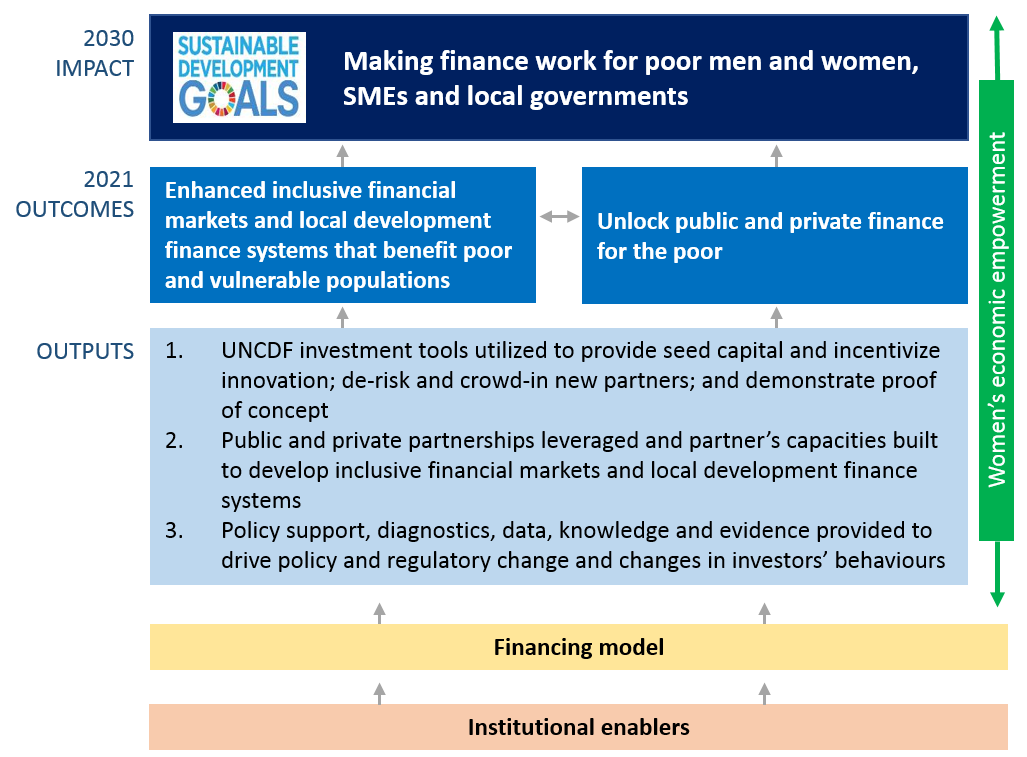 2030
IMPACT
SUSTAINABLE
DEVELOPMENT
GOALS
Making finance work for poor men and women,
SMEs and local governments
2021
OUTCOMES
Enhanced inclusive financial
markets and local development
finance systems that benefit poor
and vulnerable populations
Unlock public and private finance
for the poor
OUTPUTS
1. UNCDF investment tools utilized to provide seed capital and incentivize
innovation; de-risk and crowd-in new partners; and demonstrate proof
of concept
2. Public and private partnerships leveraged and partner’s capacities built
to develop inclusive financial markets and local development finance
systems
3. Policy support, diagnostics, data, knowledge and evidence provided to
drive policy and regulatory change and changes in investors’ behaviours
Women’s economic empowerment
Financing model
Institutional enablers